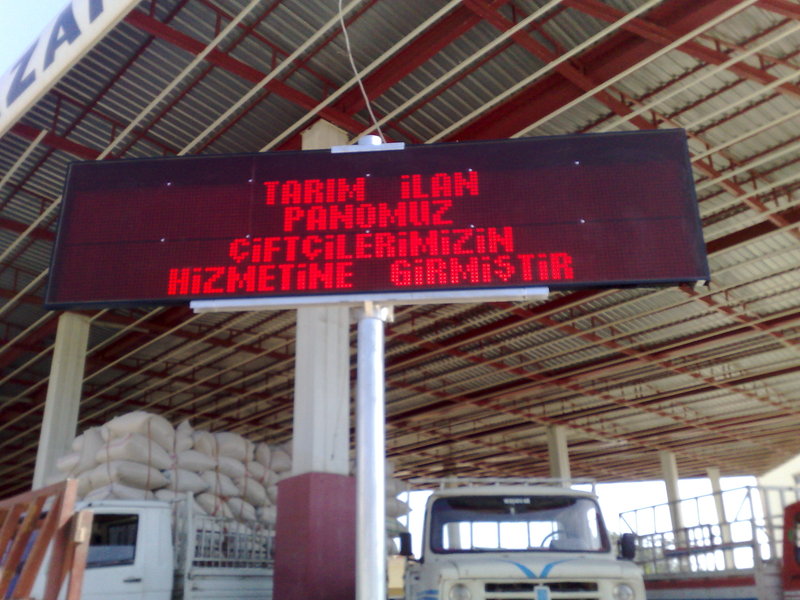 TARIM İLAN
PANOMUZ
ÇİFTÇİLERİMİZİN
HİZMETİNE GİRMİŞTİR